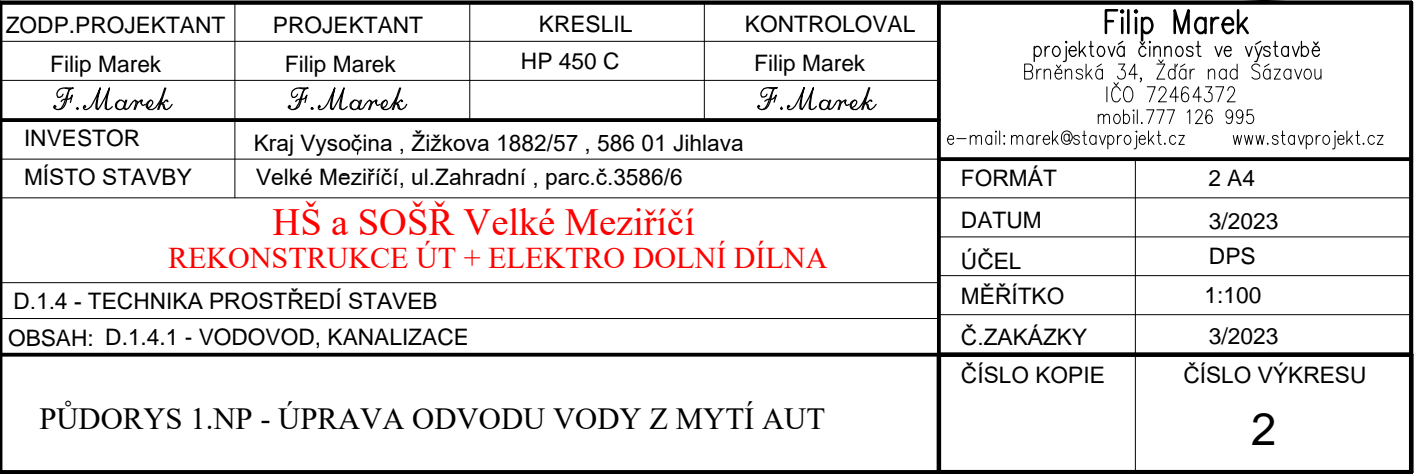 ZODP.PROJEKTANT PROJEKTANT KRESLIL KONTROLOVAL
Filip Marek Filip Marek HP 450 C Filip Marek
F.Marek F.Marek F.Marek
INVESTOR Kraj Vysočina , Žižkova 1882/57 , 586 01 Jihlava
MÍSTO STAVBY Velké Meziříčí, ul.Zahradní , parc.č.3586/6
HŠ a SOŠŘ Velké Meziříčí
REKONSTRUKCE ÚT + ELEKTRO DOLNÍ DÍLNA
D.1.4 - TECHNIKA PROSTŘEDÍ STAVEB
OBSAH: D.1.4.1 - VODOVOD, KANALIZACE
PŮDORYS 1.NP - ÚPRAVA ODVODU VODY Z MYTÍ AUT
Filip Marek
projektová činnost ve výstavbě
Brněnská 34, Žďár nad Sázavou
IČO 72464372
mobil.777 126 995
e-mail:marek@stavprojekt.cz www.stavprojekt.cz
FORMÁT 2 A4
DATUM 3/2023
ÚČEL DPS
MĚŘÍTKO 1:100
Č.ZAKÁZKY 3/2023
ČÍSLO KOPIE ČÍSLO VÝKRESU
2